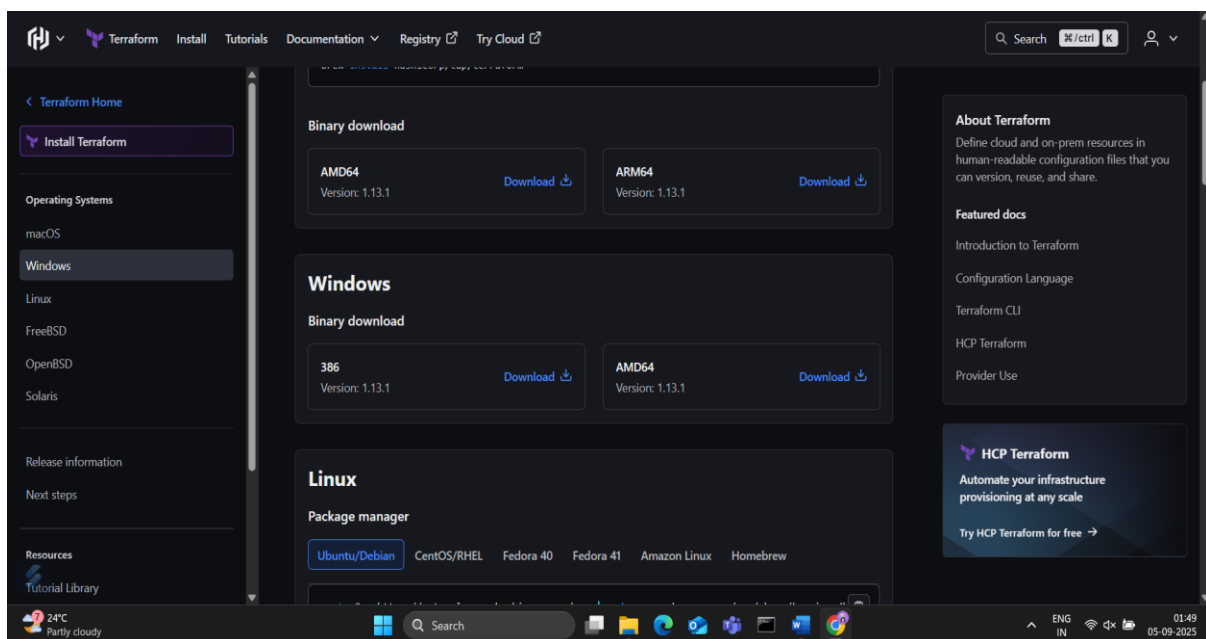 Terraform Install Tutorials Documentation Registry Try Cloud
Search ⌘/ctrl K
Terraform Home
Install Terraform
Operating Systems
macOS
Windows
Linux
FreeBSD
OpenBSD
Solaris
Release information
Next steps
Resources
Tutorial Library
Binary download
AMD64
Version: 1.13.1
Download
ARM64
Version: 1.13.1
Download
Windows
Binary download
386
Version: 1.13.1
Download
AMD64
Version: 1.13.1
Download
Linux
Package manager
Ubuntu/Debian CentOS/RHEL Fedora 40 Fedora 41 Amazon Linux Homebrew
About Terraform
Define cloud and on-prem resources in
human-readable configuration files that you
can version, reuse, and share.
Featured docs
Introduction to Terraform
Configuration Language
Terraform CLI
HCP Terraform
Provider Use
HCP Terraform
Automate your infrastructure
provisioning at any scale
Try HCP Terraform for free →
7
24°C
Partly cloudy
Search
ENG
IN
01:49
05-09-2025